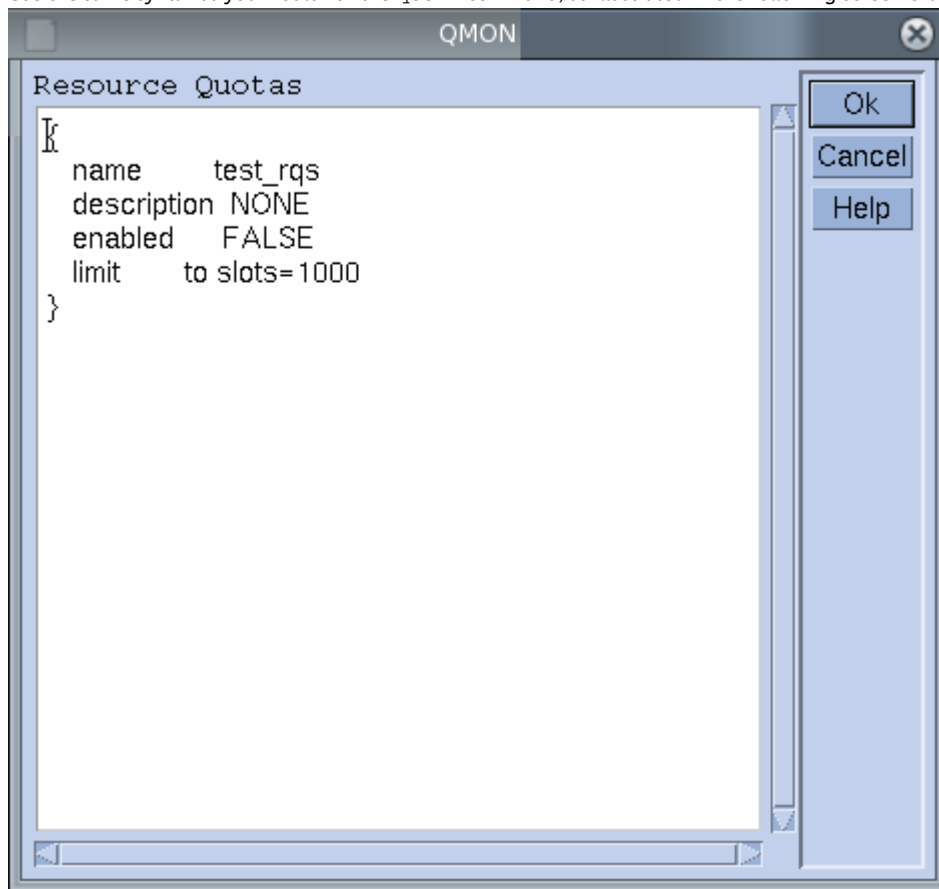 QMON
Resource Quotas
{
name test_rqs
description NONE
enabled FALSE
limit to slots=1000
}
Ok
Cancel
Help